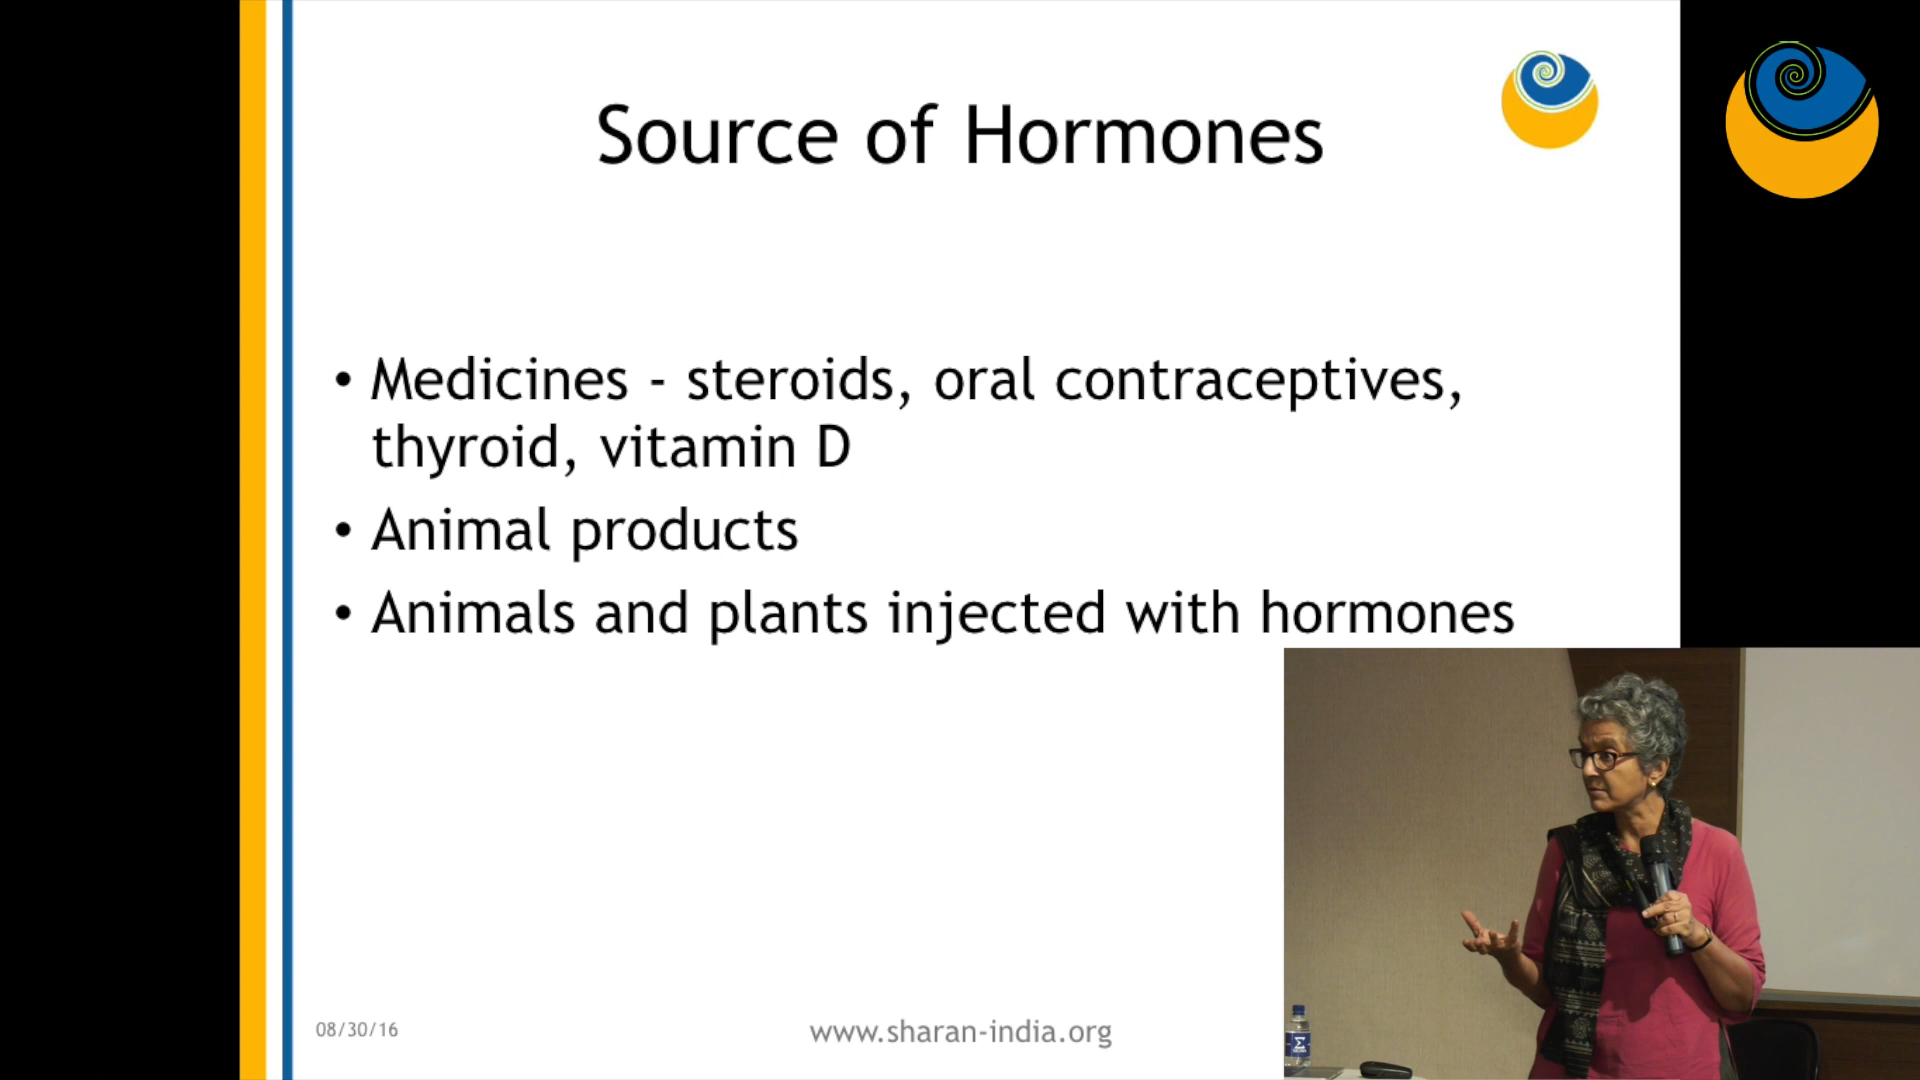 Source of Hormones
• Medicines - steroids, oral contraceptives,
thyroid, vitamin D
• Animal products
• Animals and plants injected with hormones
08/30/16
www.sharan-india.org